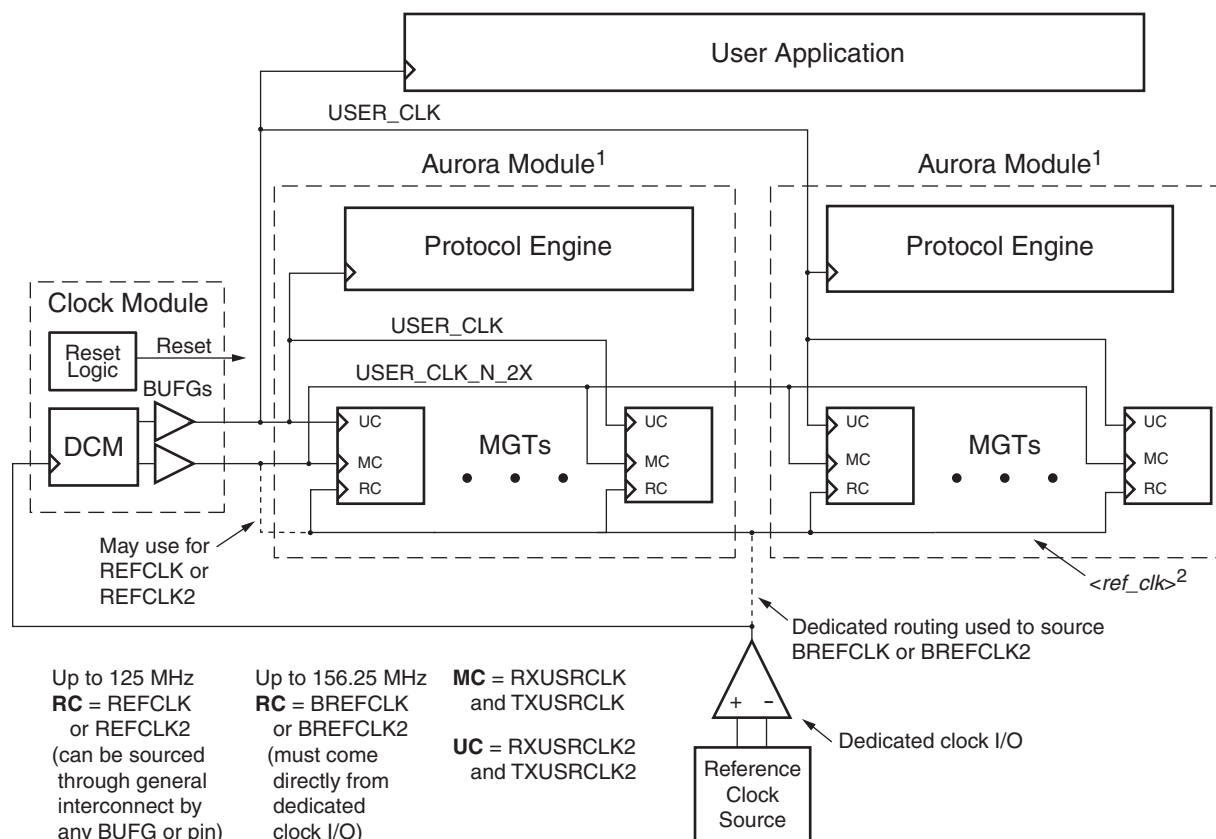 User Application
USER_CLK
Aurora Module1
Aurora Module1
Protocol Engine
Protocol Engine
Clock Module
Reset
Logic
Reset
BUFGs
DCM
USER_CLK
USER_CLK_N_2X
UC
MC
RC
MGTs
UC
MC
RC
UC
MC
RC
MGTs
UC
MC
RC
May use for
REFCLK or
REFCLK2
<ref_clk>2
Dedicated routing used to source
BREFCLK or BREFCLK2
Up to 125 MHz
RC = REFCLK
or REFCLK2
(can be sourced
through general
interconnect by
any BUFG or pin)
Up to 156.25 MHz
RC = BREFCLK
or BREFCLK2
(must come
directly from
dedicated
clock I/O)
MC = RXUSRCLK
and TXUSRCLK
UC = RXUSRCLK2
and TXUSRCLK2
+ –
Dedicated clock I/O
Reference
Clock
Source